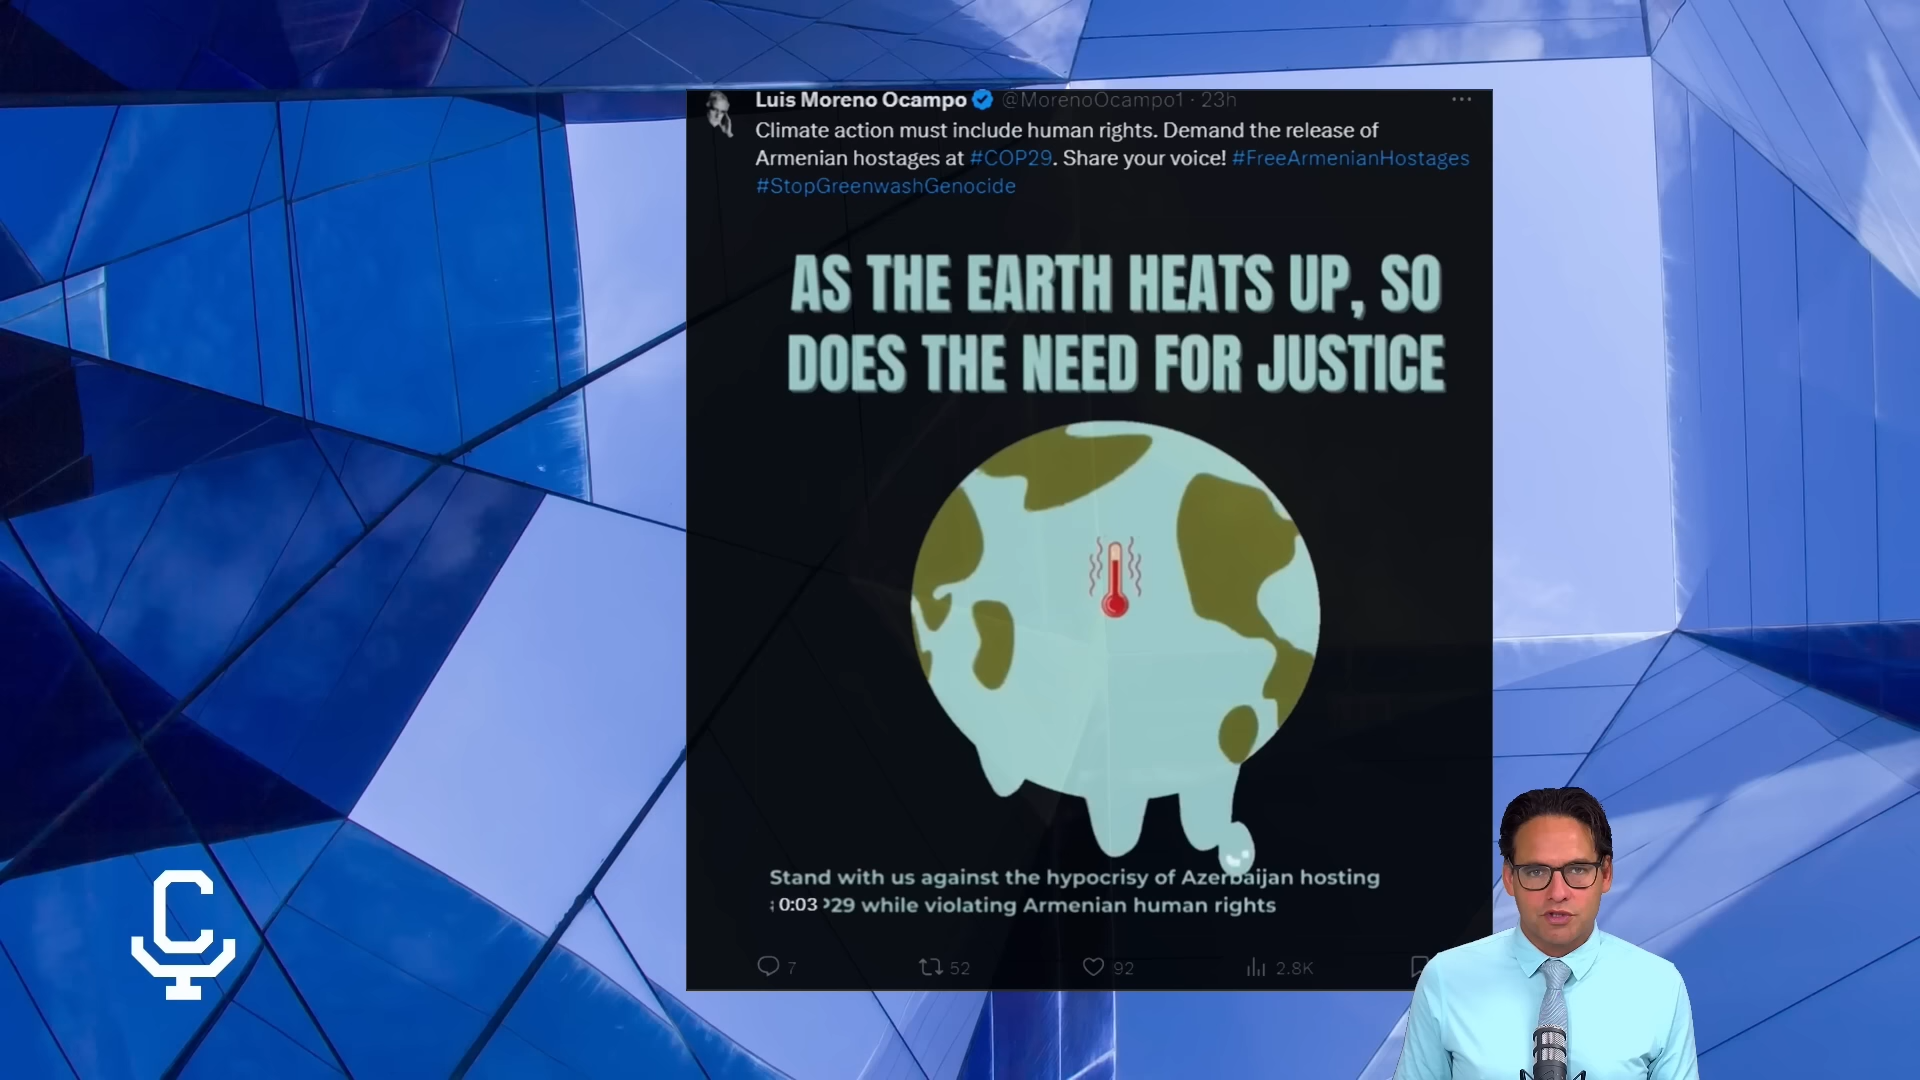 Luis Moreno Ocampo @MorenoOcampo1 · 23h
Climate action must include human rights. Demand the release of
Armenian hostages at #COP29. Share your voice! #FreeArmenianHostages
#StopGreenwashGenocide
AS THE EARTH HEATS UP, SO
DOES THE NEED FOR JUSTICE
Stand with us against the hypocrisy of Azerbaijan hosting
0:03 P29 while violating Armenian human rights
7 52 92 2.8K
C